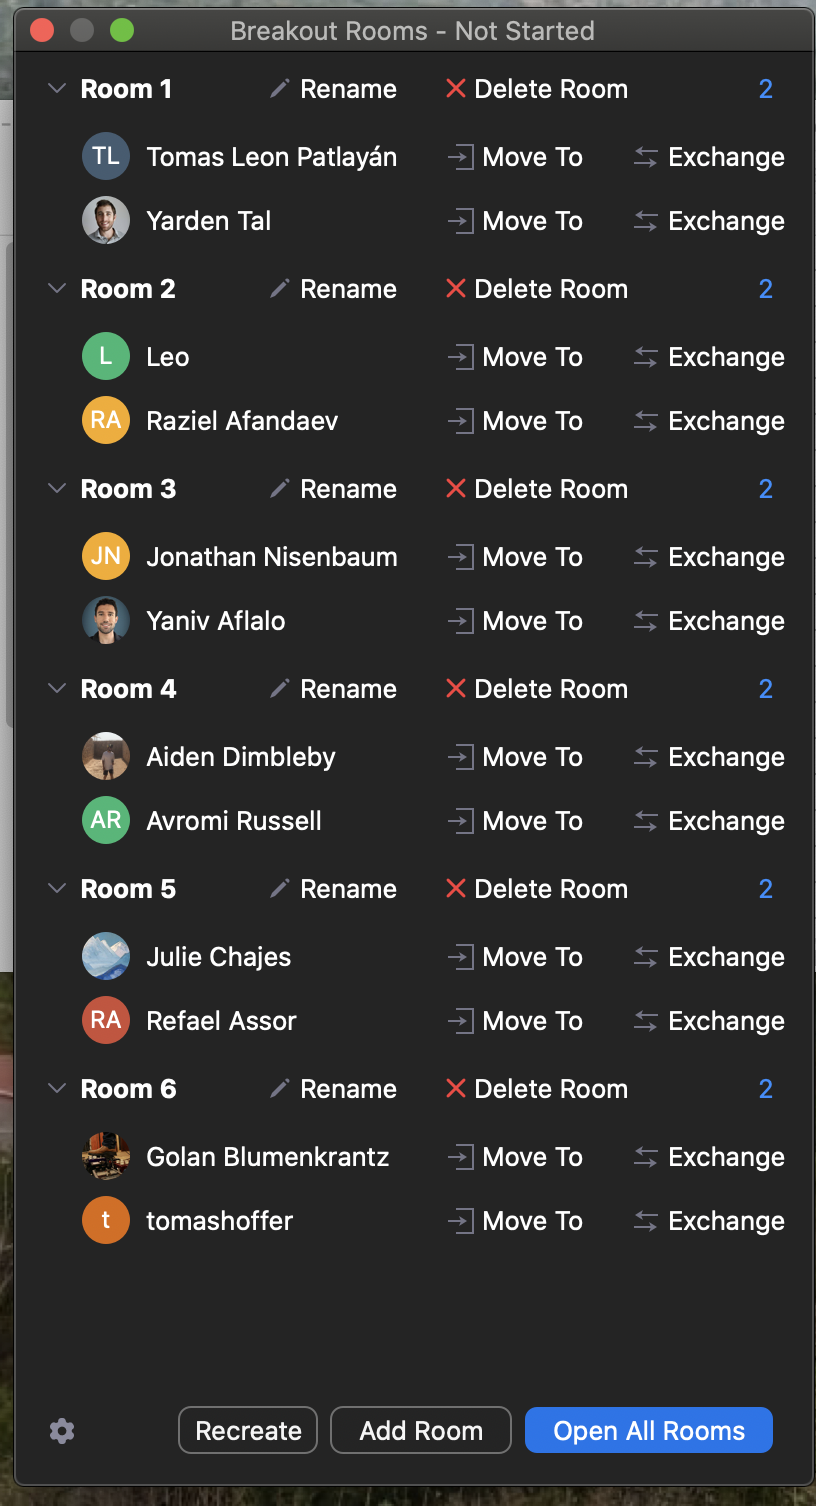 Breakout Rooms - Not Started
Room 1 Rename Delete Room 2
TL Tomas Leon Patlayán Move To Exchange
Yarden Tal Move To Exchange
Room 2 Rename Delete Room 2
L Leo Move To Exchange
RA Raziel Afandaev Move To Exchange
Room 3 Rename Delete Room 2
JN Jonathan Nisenbaum Move To Exchange
Yaniv Aflalo Move To Exchange
Room 4 Rename Delete Room 2
Aiden Dimbleby Move To Exchange
AR Avromi Russell Move To Exchange
Room 5 Rename Delete Room 2
Julie Chajes Move To Exchange
RA Refael Assor Move To Exchange
Room 6 Rename Delete Room 2
Golan Blumenkrantz Move To Exchange
t tomashoffer Move To Exchange
Recreate Add Room Open All Rooms